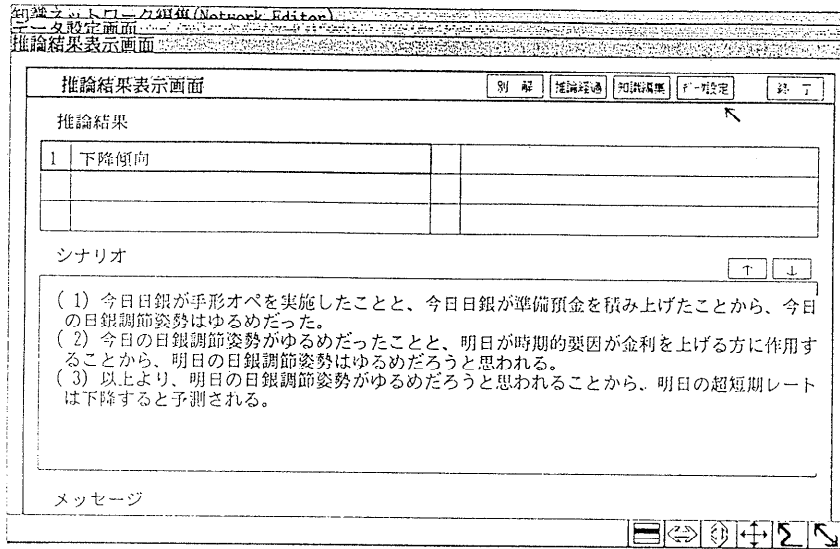 知識ネットワーク編集(Network Editor)
データ設定画面
推論結果表示画面
推論結果表示画面
別 解
推論経過
知識編集
データ設定
終 了
推論結果
1 下降傾向
シナリオ
↑ ↓
( 1) 今日日銀が手形オペを実施したことと、今日日銀が準備預金を積み上げたことから、今日
の日銀調節姿勢はゆるめだった。
( 2) 今日の日銀調節姿勢がゆるめだったことと、明日が時期的要因が金利を上げる方に作用す
ることから、明日の日銀調節姿勢はゆるめだろうと思われる。
( 3) 以上より、明日の日銀調節姿勢がゆるめだろうと思われることから、明日の超短期レート
は下降すると予測される。
メッセージ